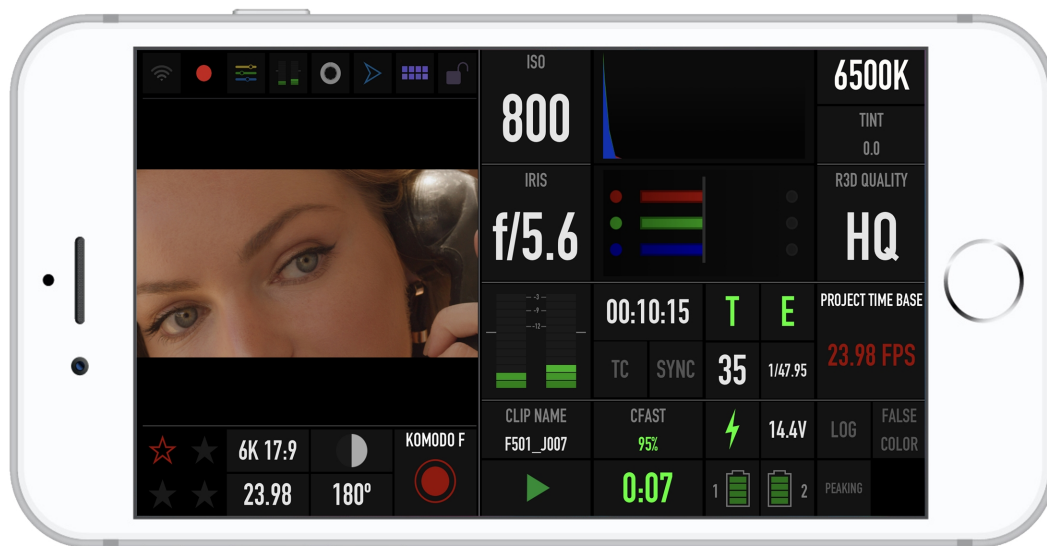 ISO
800
6500K
TINT
0.0
IRIS
f/5.6
R3D QUALITY
HQ
-3
-9
-12
00:10:15
T
E
PROJECT TIME BASE
23.98 FPS
TC
SYNC
35
1/47.95
CLIP NAME
F501_J007
CFAST
95%
14.4V
LOG
FALSE
COLOR
6K 17:9
KOMODO F
23.98
180º
0:07
1
2
PEAKING